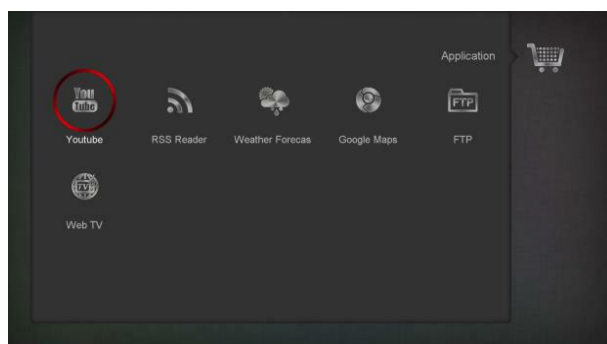 Application
You
Tube
FTP
Youtube
RSS Reader
Weather Forecas
Google Maps
FTP
TV
Web TV